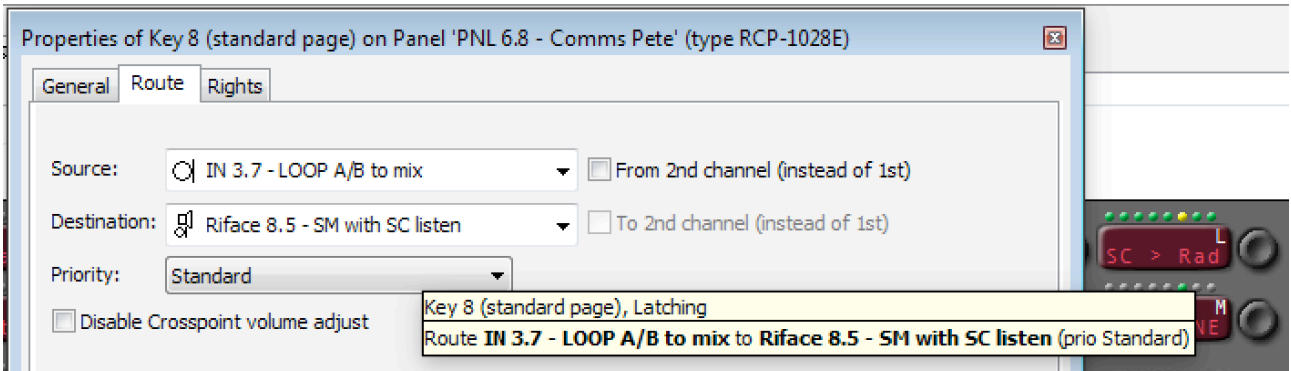 Properties of Key 8 (standard page) on Panel 'PNL 6.8 - Comms Pete' (type RCP-1028E)
General Route Rights
Source: IN 3.7 - LOOP A/B to mix From 2nd channel (instead of 1st)
Destination: Riface 8.5 - SM with SC listen To 2nd channel (instead of 1st)
L
SC > Rad
Priority: Standard
Key 8 (standard page), Latching
M
Disable Crosspoint volume adjust
NE
Route IN 3.7 - LOOP A/B to mix to Riface 8.5 - SM with SC listen (prio Standard)